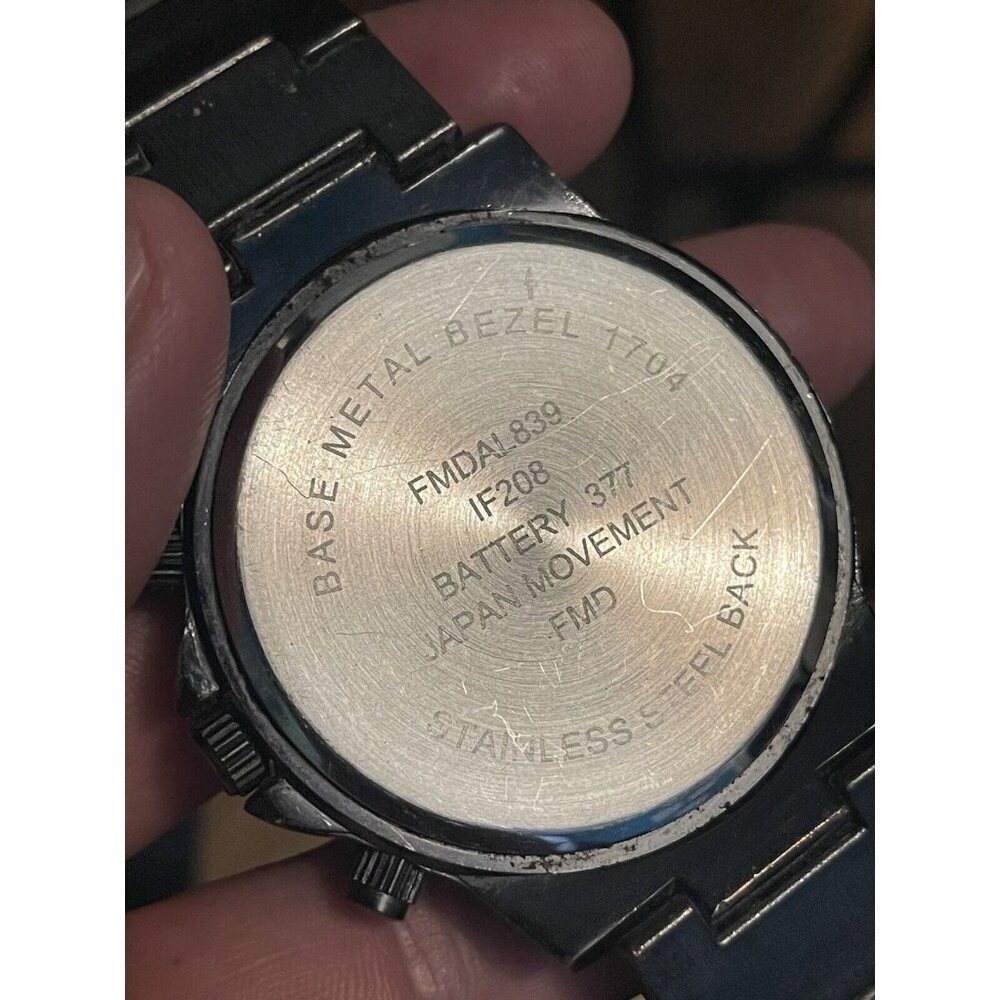 BASE METAL BEZEL 1704
FMDAL839
IF208
BATTERY 377
JAPAN MOVEMENT
FMD
STAINLESS STEEL BACK